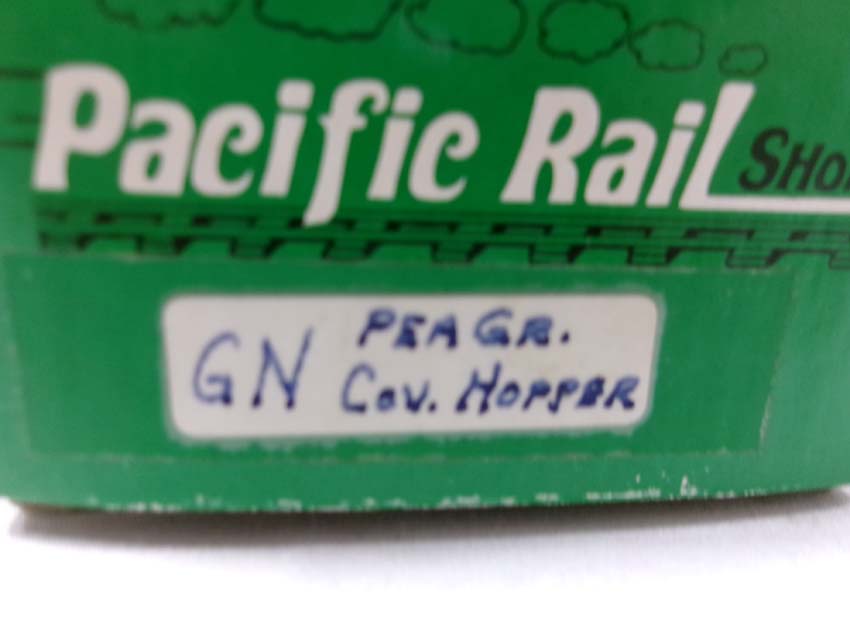 Pacific Rail
GN PEA GR.
COV. HOPPER